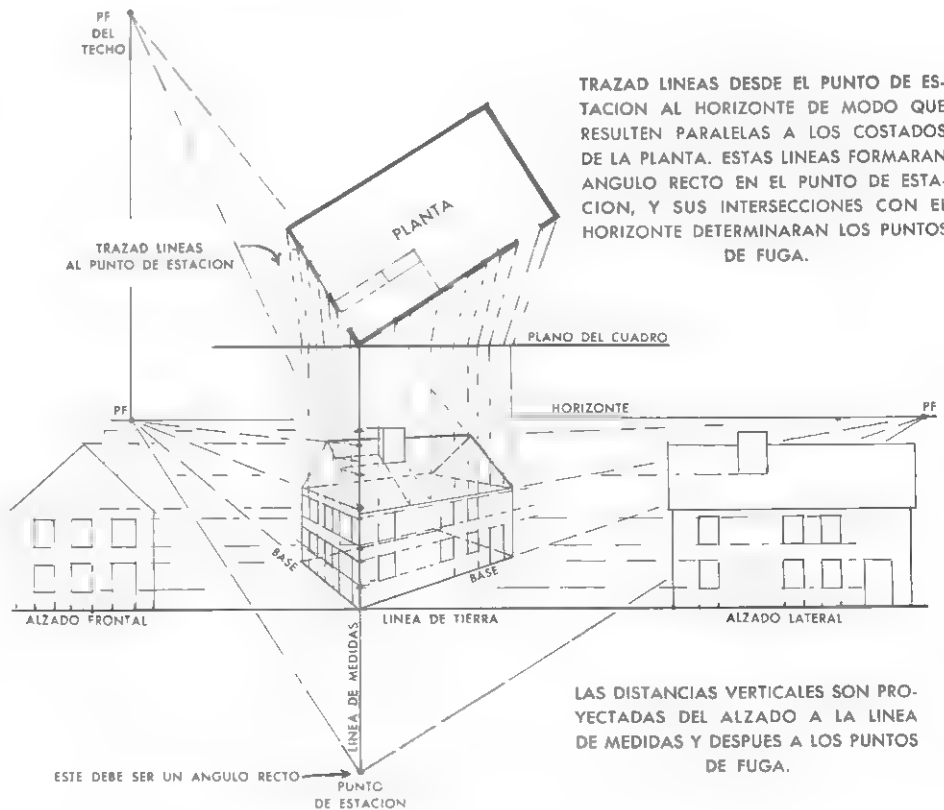 PF
DEL
TECHO
TRAZAD LINEAS DESDE EL PUNTO DE ES-
TACION AL HORIZONTE DE MODO QUE
RESULTEN PARALELAS A LOS COSTADOS
DE LA PLANTA. ESTAS LINEAS FORMARAN
ANGULO RECTO EN EL PUNTO DE ESTA-
CION, Y SUS INTERSECCIONES CON EL
HORIZONTE DETERMINARAN LOS PUNTOS
DE FUGA.
PLANTA
TRAZAD LINEAS
AL PUNTO DE ESTACION
PLANO DEL CUADRO
PF
HORIZONTE
PF
BASE
BASE
ALZADO FRONTAL
LINEA DE TIERRA
ALZADO LATERAL
LINEA DE MEDIDAS
LAS DISTANCIAS VERTICALES SON PRO-
YECTADAS DEL ALZADO A LA LINEA
DE MEDIDAS Y DESPUES A LOS PUNTOS
DE FUGA.
ESTE DEBE SER UN ANGULO RECTO
PUNTO
DE ESTACION